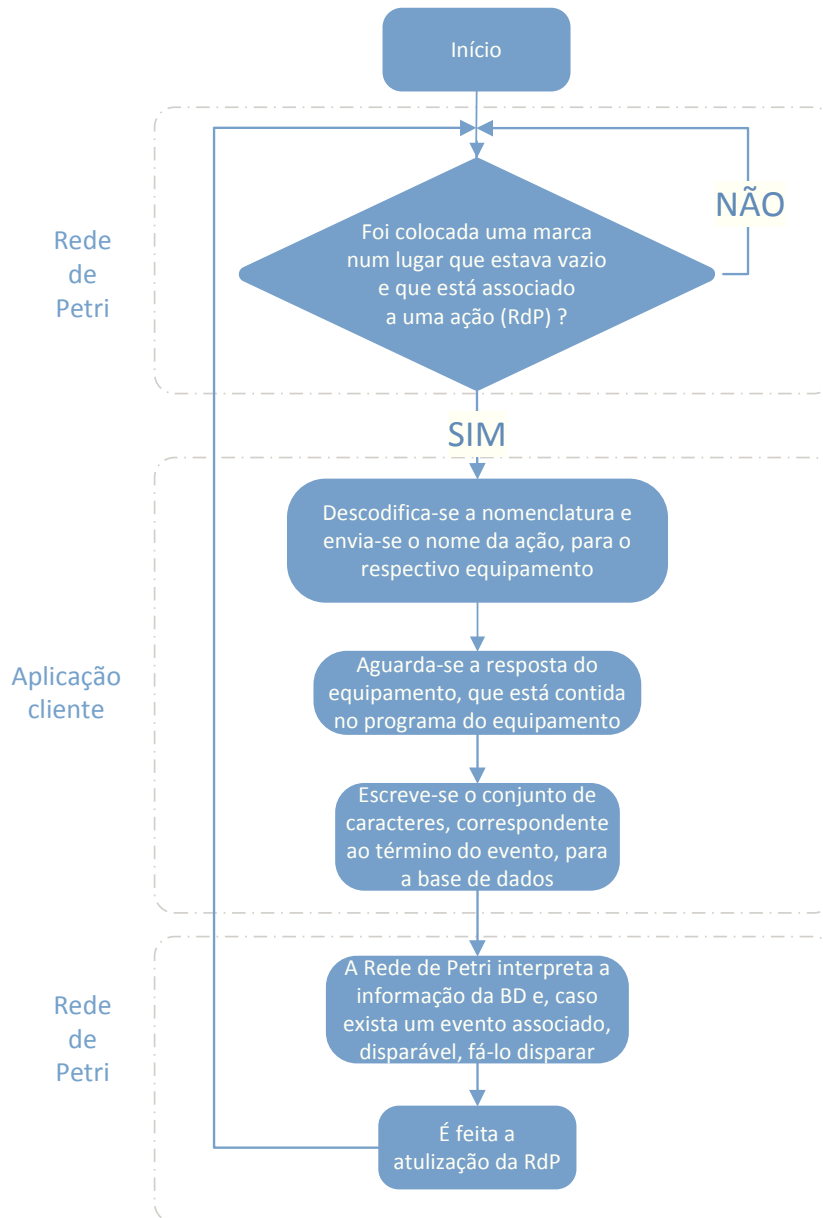 Início
Rede
de
Petri
Foi colocada uma marca
num lugar que estava vazio
e que está associado
a uma ação (RdP) ?
NÃO
SIM
Aplicação
cliente
Descodifica-se a nomenclatura e
envia-se o nome da ação, para o
respectivo equipamento
Aguarda-se a resposta do
equipamento, que está contida
no programa do equipamento
Escreve-se o conjunto de
caracteres, correspondente
ao término do evento, para
a base de dados
Rede
de
Petri
A Rede de Petri interpreta a
informação da BD e, caso
exista um evento associado,
disparável, fá-lo disparar
É feita a
atulização da RdP